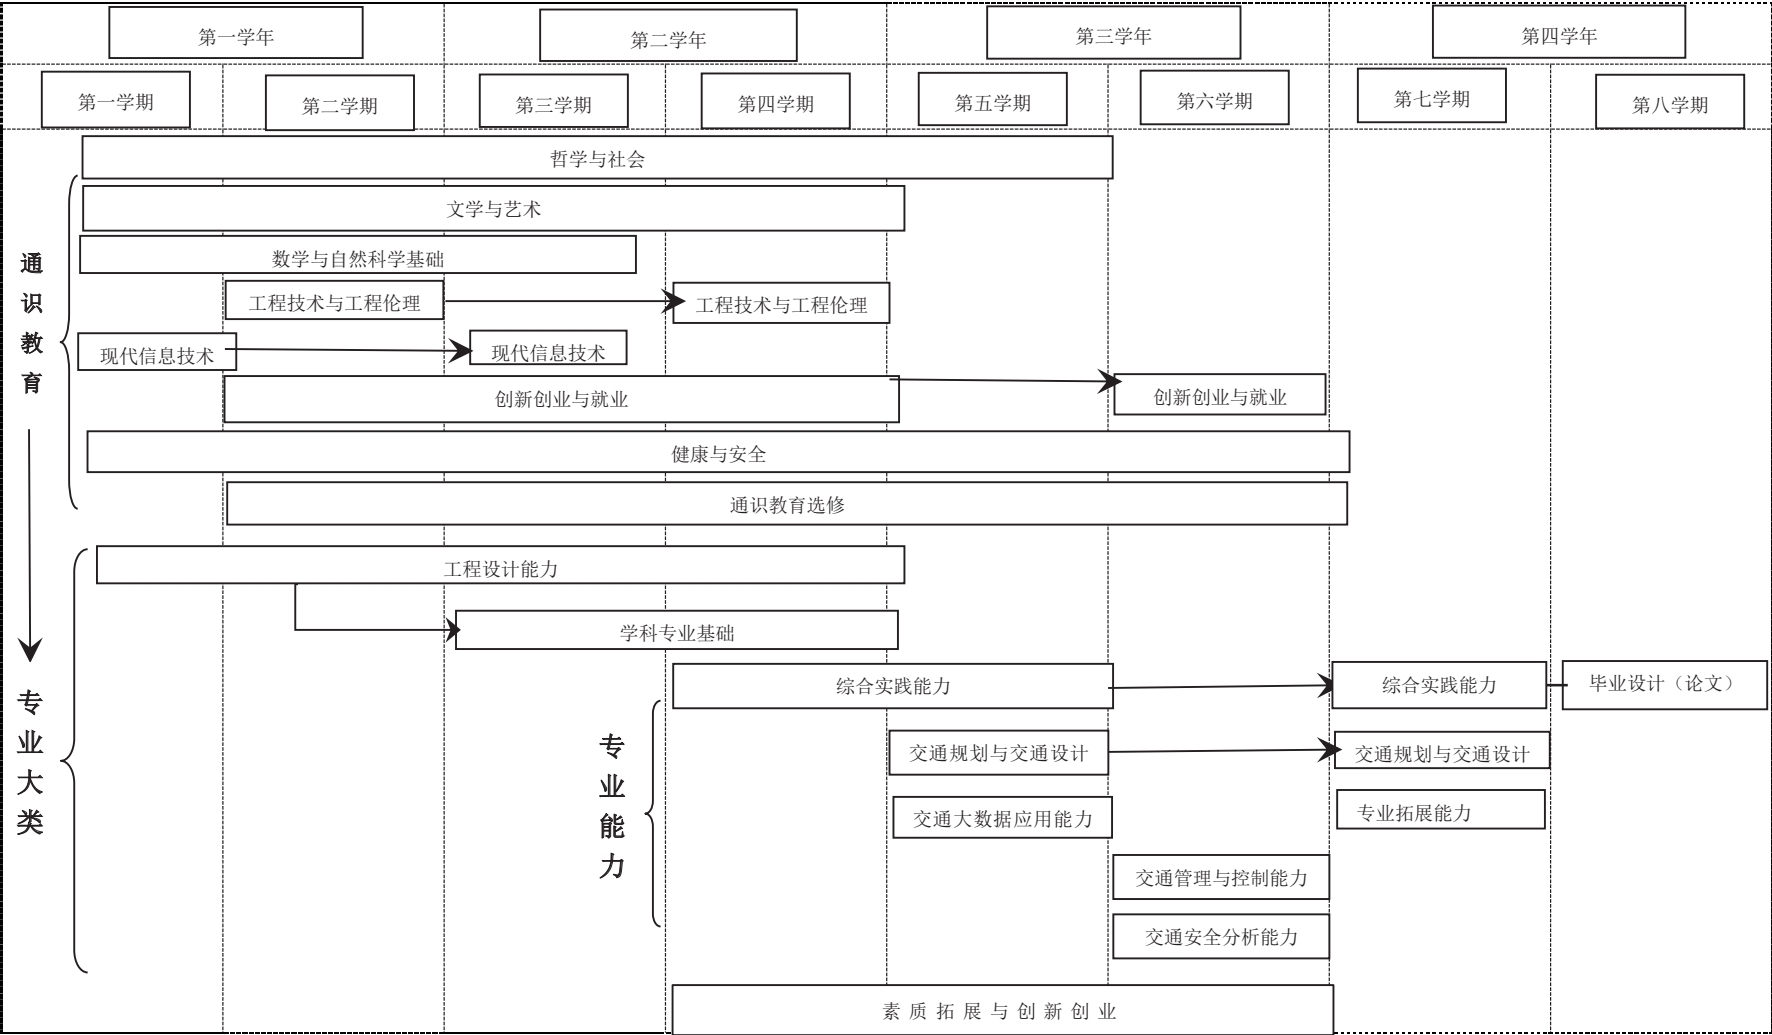 第一学年
第二学年
第三学年
第四学年
第一学期
第二学期
第三学期
第四学期
第五学期
第六学期
第七学期
第八学期
通识教育
哲学与社会
文学与艺术
数学与自然科学基础
工程技术与工程伦理
工程技术与工程伦理
现代信息技术
现代信息技术
创新创业与就业
创新创业与就业
健康与安全
通识教育选修
专业大类
工程设计能力
学科专业基础
专业能力
综合实践能力
综合实践能力
毕业设计（论文）
交通规划与交通设计
交通规划与交通设计
交通大数据应用能力
专业拓展能力
交通管理与控制能力
交通安全分析能力
素质拓展与创新创业